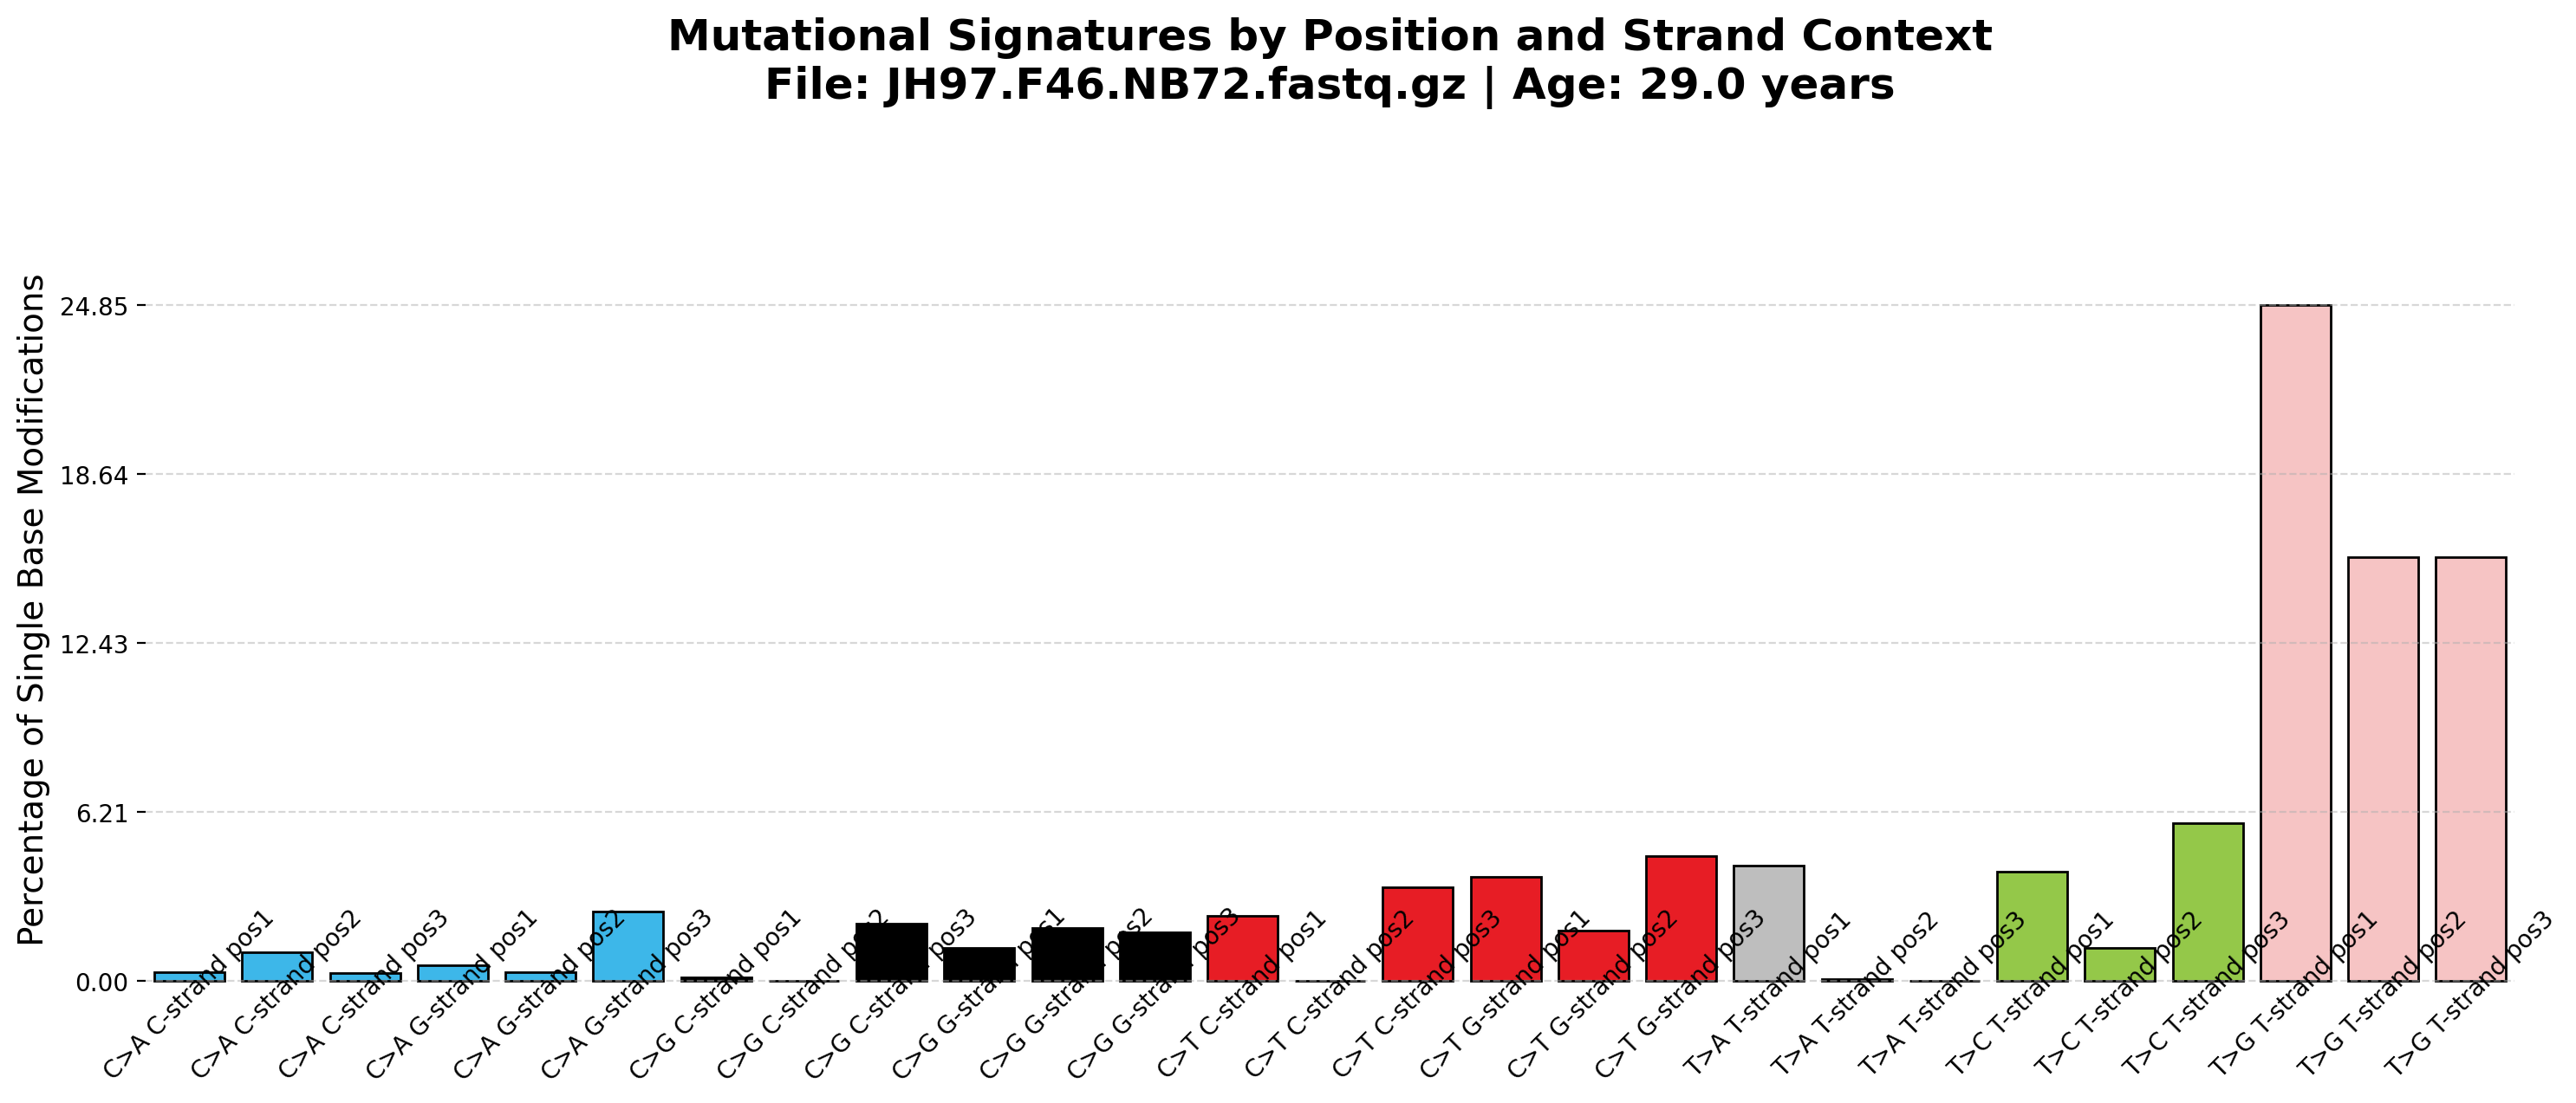 Mutational Signatures by Position and Strand Context
File: JH97.F46.NB72.fastq.gz | Age: 29.0 years
Percentage of Single Base Modifications
24.85
18.64
12.43
6.21
0.00
C>A C-strand pos1
C>A C-strand pos2
C>A C-strand pos3
C>A G-strand pos1
C>A G-strand pos2
C>A G-strand pos3
C>G C-strand pos1
C>G C-strand pos2
C>G C-strand pos3
C>G G-strand pos1
C>G G-strand pos2
C>G G-strand pos3
C>T C-strand pos1
C>T C-strand pos2
C>T C-strand pos3
C>T G-strand pos1
C>T G-strand pos2
C>T G-strand pos3
T>A T-strand pos1
T>A T-strand pos2
T>A T-strand pos3
T>C T-strand pos1
T>C T-strand pos2
T>C T-strand pos3
T>G T-strand pos1
T>G T-strand pos2
T>G T-strand pos3